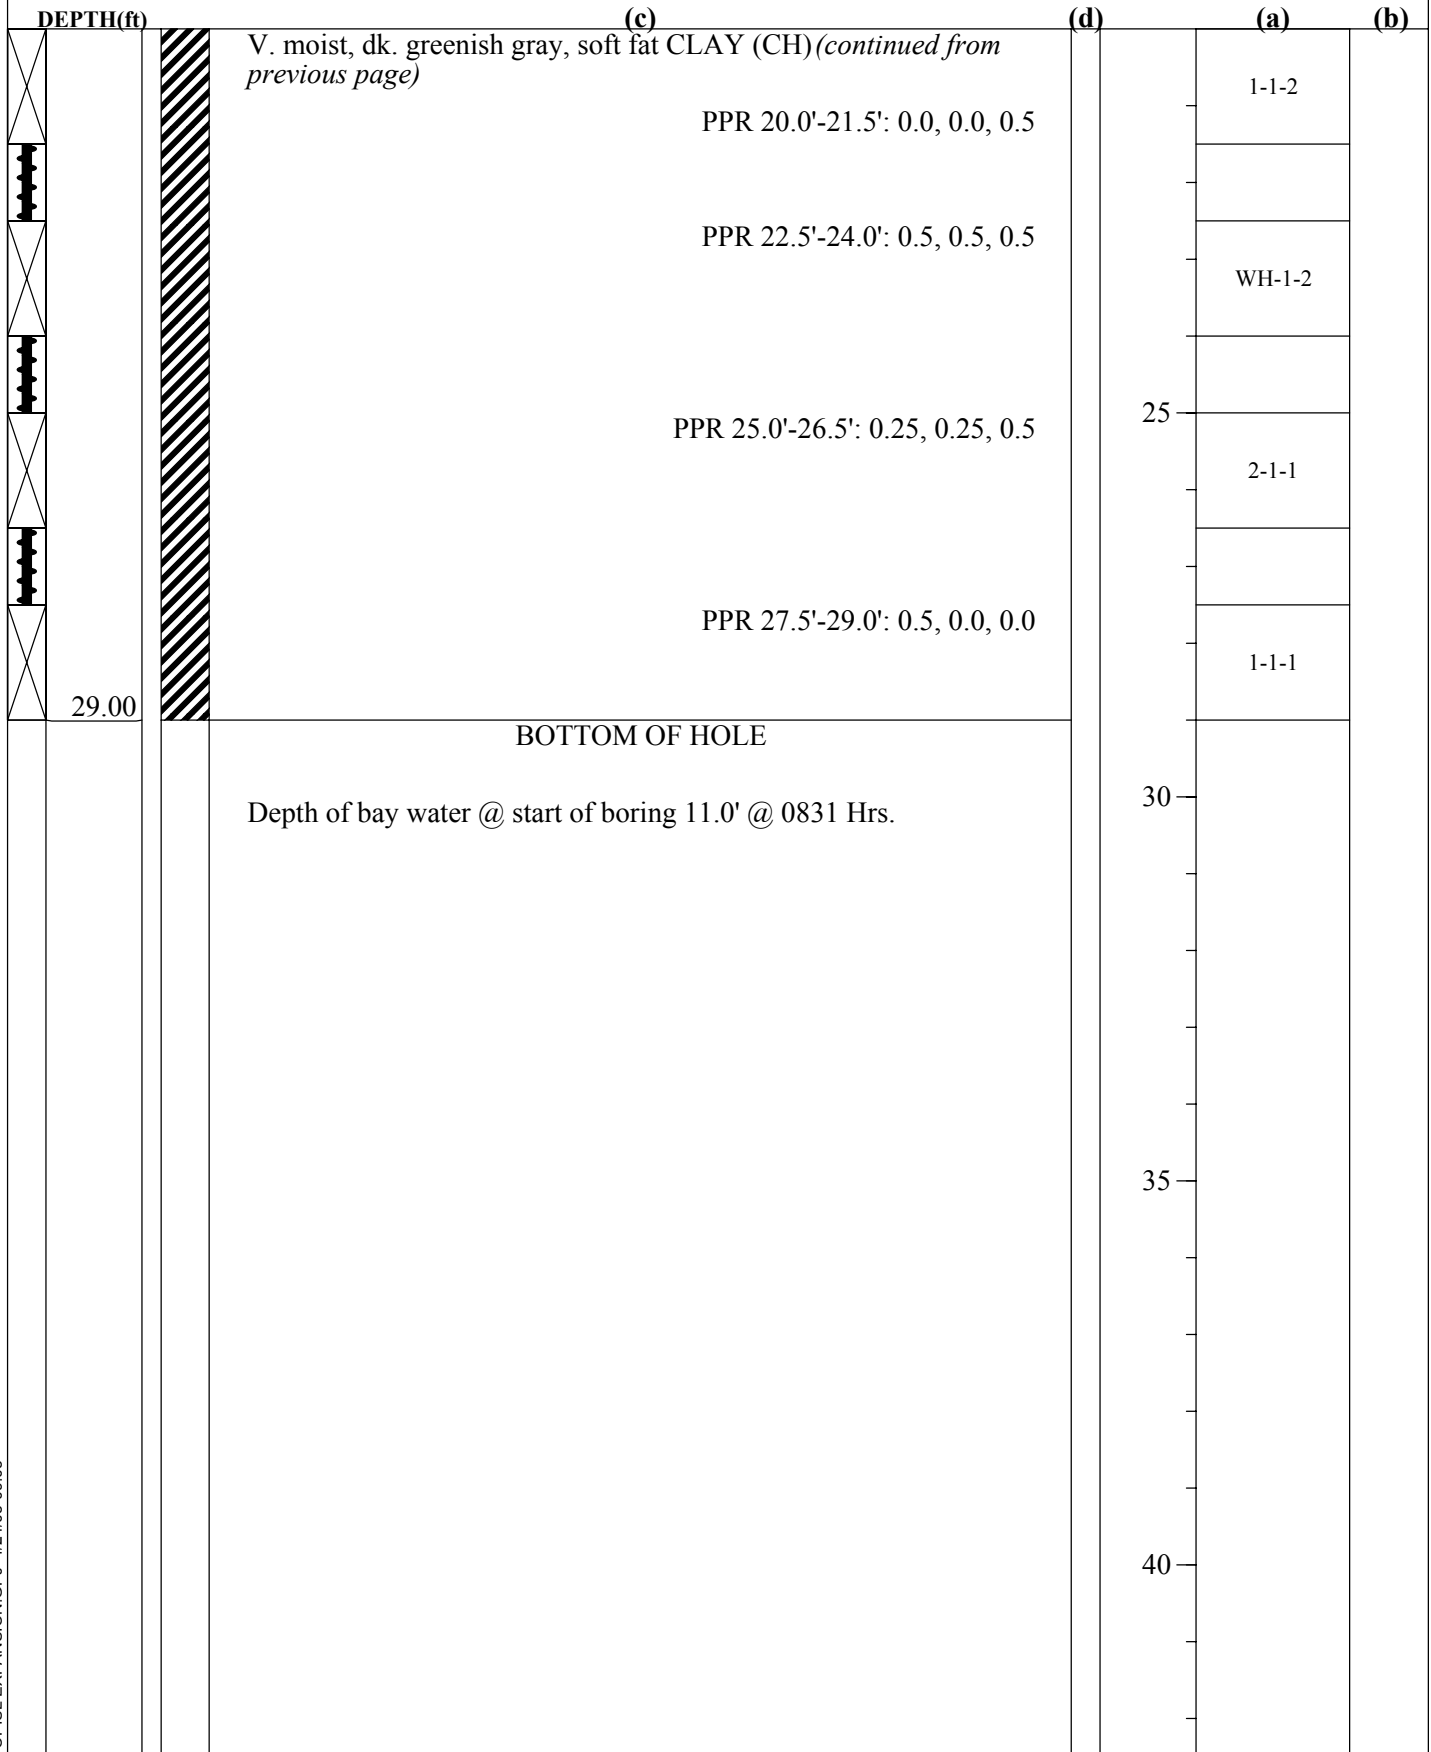 DEPTH(ft) (c) (d) (a) (b)
V. moist, dk. greenish gray, soft fat CLAY (CH) (continued from
previous page)
1-1-2
PPR 20.0'-21.5': 0.0, 0.0, 0.5
PPR 22.5'-24.0': 0.5, 0.5, 0.5
WH-1-2
25
PPR 25.0'-26.5': 0.25, 0.25, 0.5
2-1-1
PPR 27.5'-29.0': 0.5, 0.0, 0.0
1-1-1
29.00
BOTTOM OF HOLE
30
Depth of bay water @ start of boring 11.0' @ 0831 Hrs.
35
40